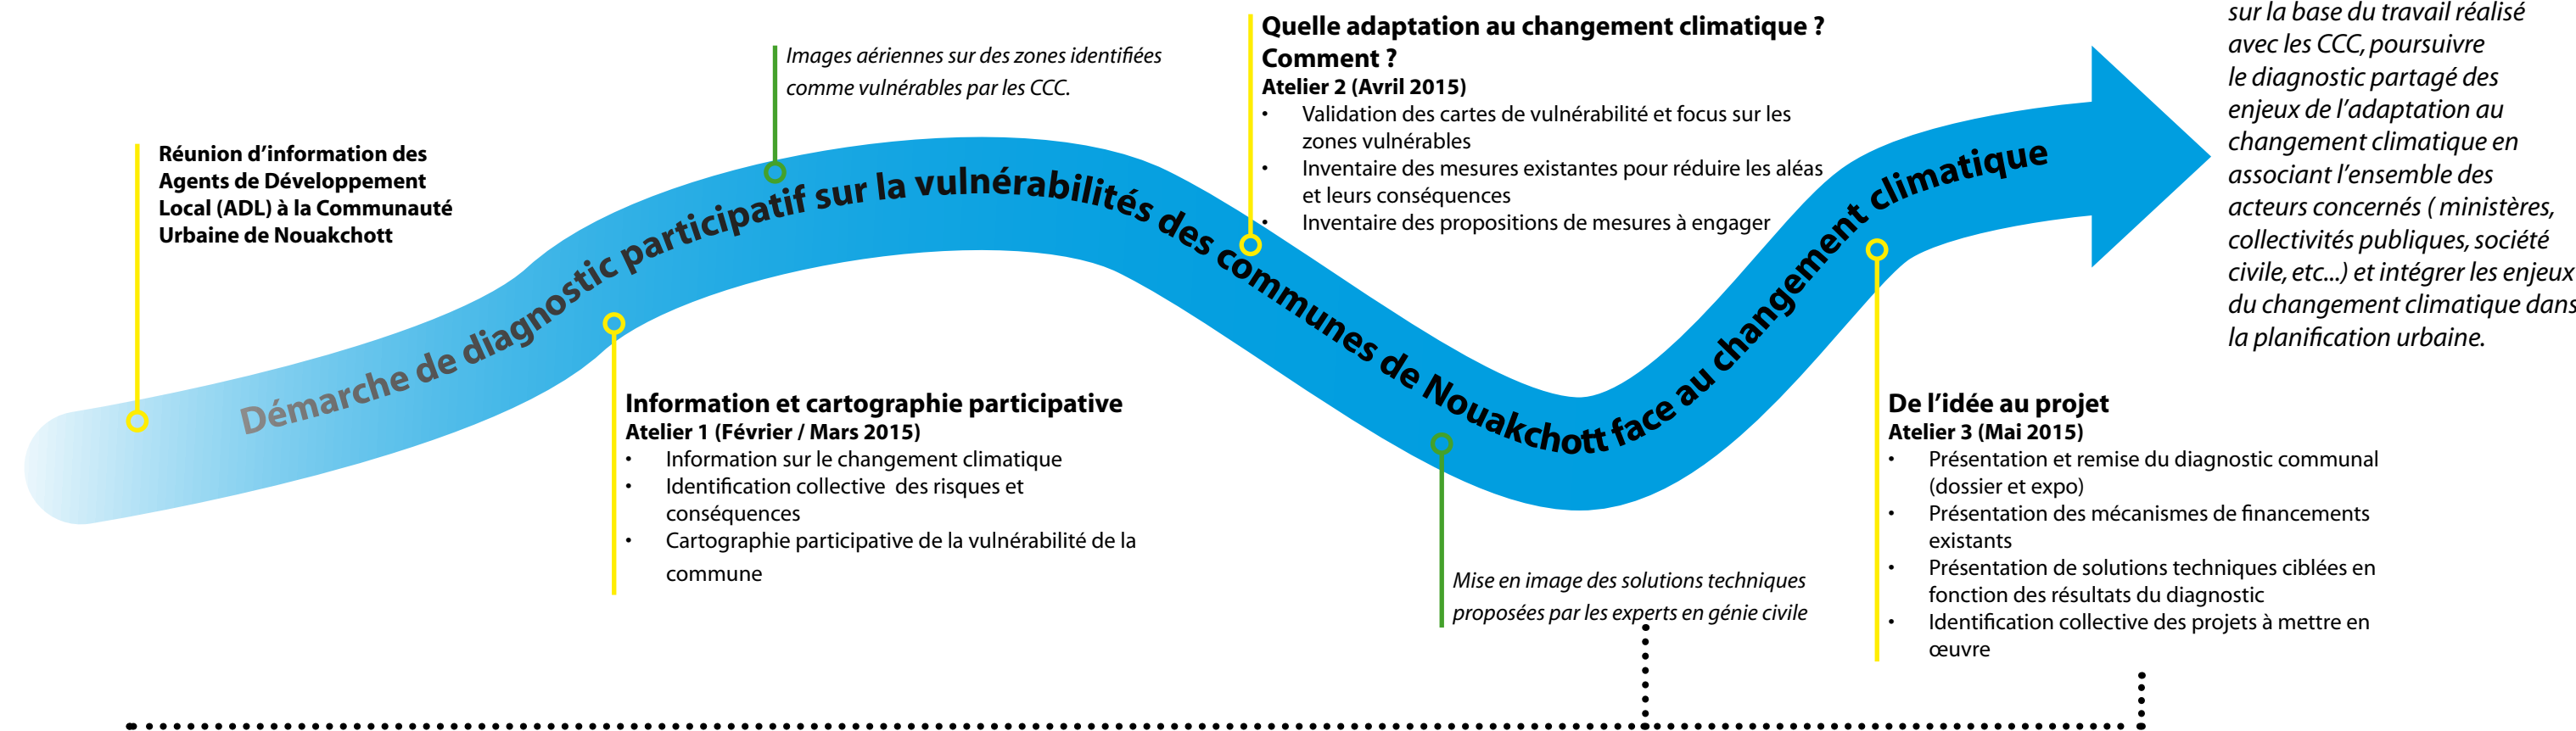 Réunion d’information des
Agents de Développement
Local (ADL) à la Communauté
Urbaine de Nouakchott
Images aériennes sur des zones identifiées
comme vulnérables par les CCC.
Quelle adaptation au changement climatique ?
Comment ?
Atelier 2 (Avril 2015)
• Validation des cartes de vulnérabilité et focus sur les
zones vulnérables
• Inventaire des mesures existantes pour réduire les aléas
et leurs conséquences
• Inventaire des propositions de mesures à engager
sur la base du travail réalisé
avec les CCC, poursuivre
le diagnostic partagé des
enjeux de l’adaptation au
changement climatique en
associant l’ensemble des
acteurs concernés ( ministères,
collectivités publiques, société
civile, etc...) et intégrer les enjeux
du changement climatique dans
la planification urbaine.
Démarche de diagnostic participatif sur la vulnérabilités des communes de Nouakchott face au changement climatique
Information et cartographie participative
Atelier 1 (Février / Mars 2015)
• Information sur le changement climatique
• Identification collective des risques et
conséquences
• Cartographie participative de la vulnérabilité de la
commune
Mise en image des solutions techniques
proposées par les experts en génie civile
De l’idée au projet
Atelier 3 (Mai 2015)
• Présentation et remise du diagnostic communal
(dossier et expo)
• Présentation des mécanismes de financements
existants
• Présentation de solutions techniques ciblées en
fonction des résultats du diagnostic
• Identification collective des projets à mettre en
œuvre